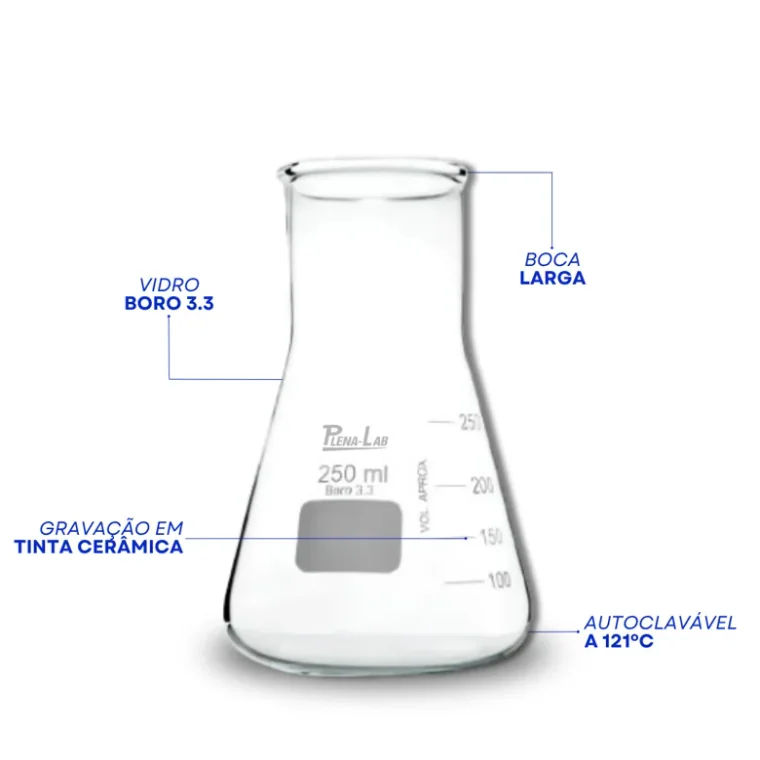 BOCA
LARGA
VIDRO
BORO 3.3
PLENA-LAB
250 ml
Boro 3.3
VOL APROX
250
200
150
100
GRAVAÇÃO EM
TINTA CERÂMICA
AUTOCLAVÁVEL
A 121°C